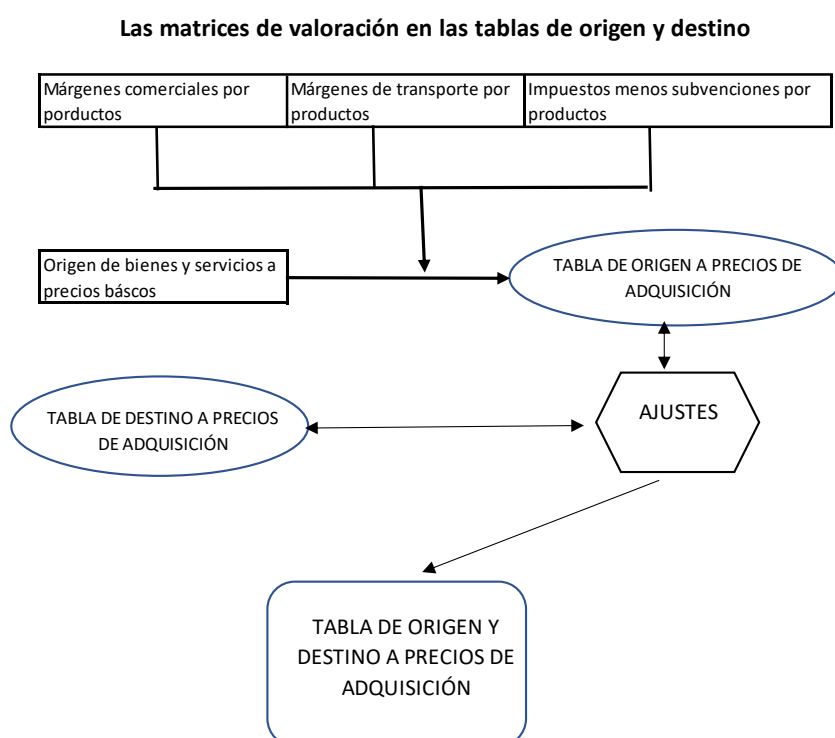 Las matrices de valoración en las tablas de origen y destino
Márgenes comerciales por
porductos
Márgenes de transporte por
productos
Impuestos menos subvenciones por
productos
Origen de bienes y servicios a
precios báscos
TABLA DE ORIGEN A PRECIOS DE
ADQUISICIÓN
TABLA DE DESTINO A PRECIOS
DE ADQUISICIÓN
AJUSTES
TABLA DE ORIGEN Y
DESTINO A PRECIOS DE
ADQUISICIÓN